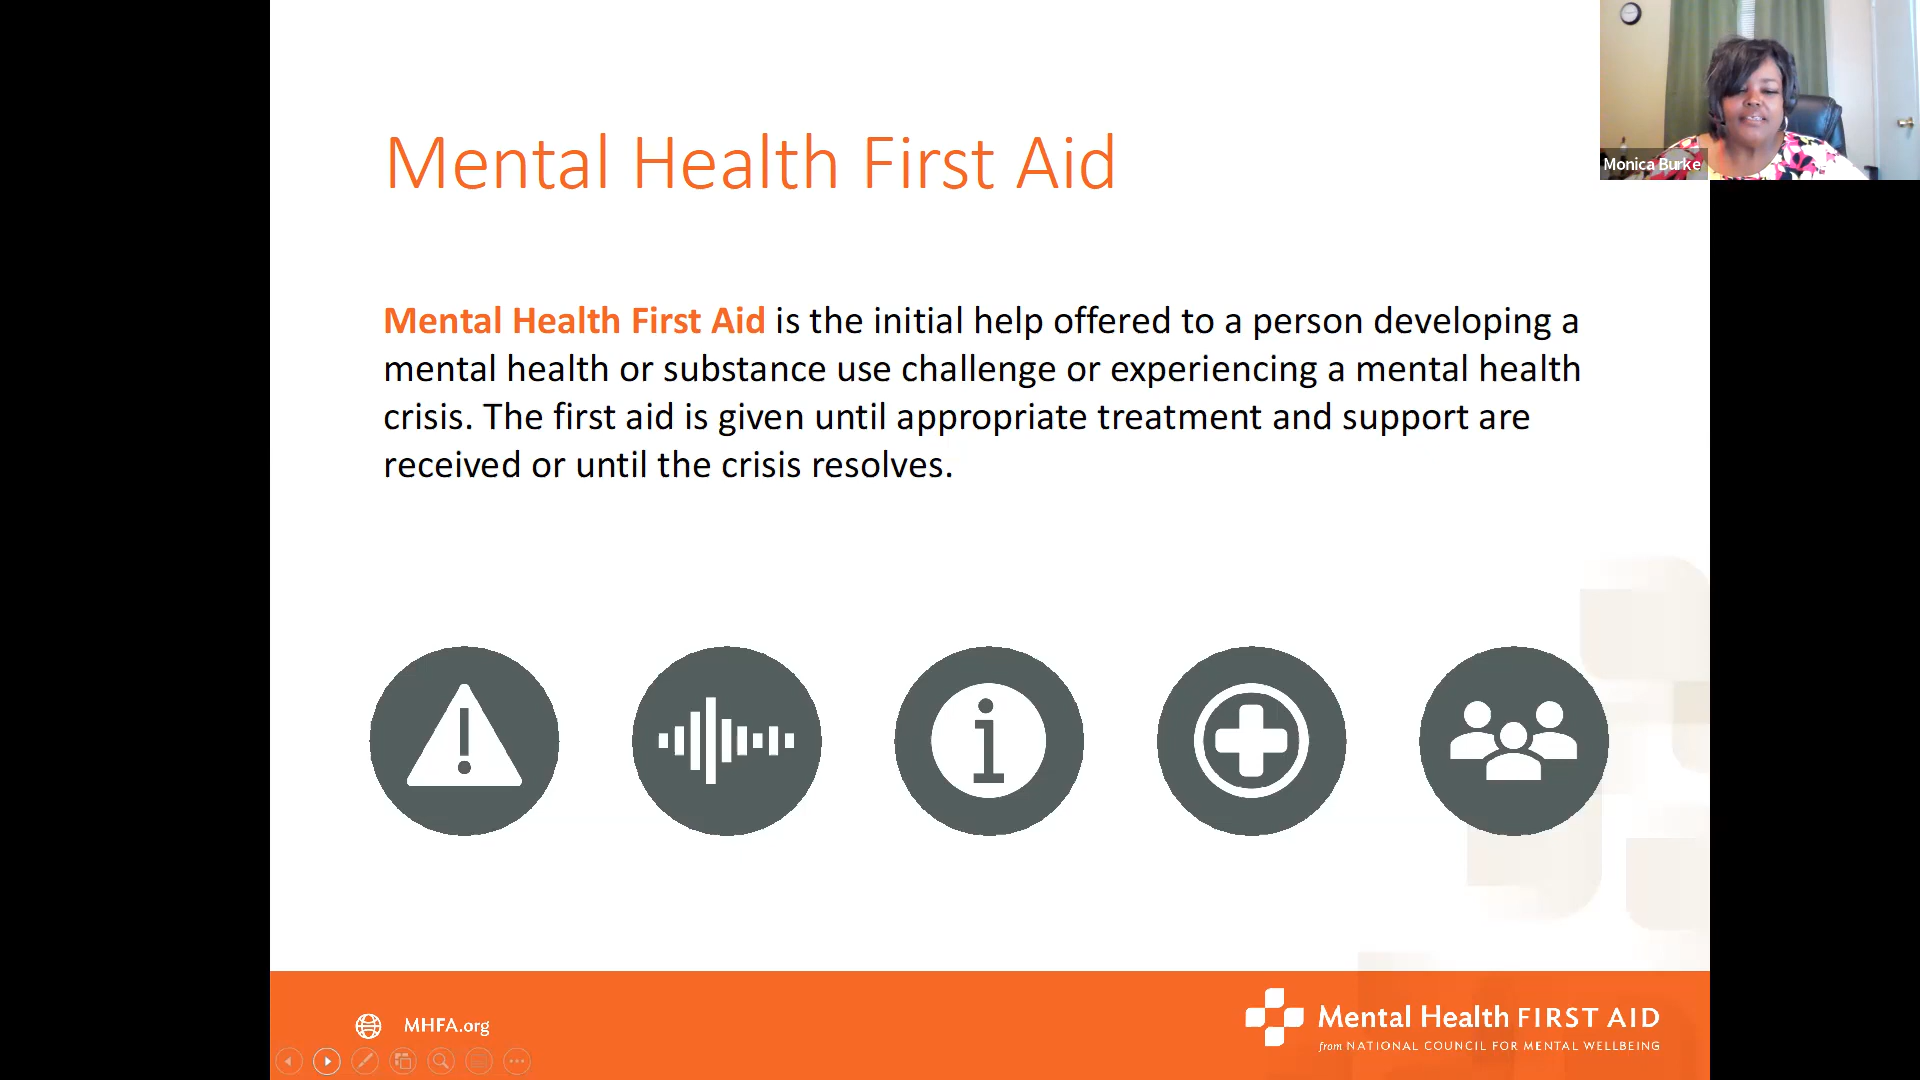 Mental Health First Aid
Monica Burke
Mental Health First Aid is the initial help offered to a person developing a
mental health or substance use challenge or experiencing a mental health
crisis. The first aid is given until appropriate treatment and support are
received or until the crisis resolves.
MHFA.org
Mental Health FIRST AID
from NATIONAL COUNCIL FOR MENTAL WELLBEING